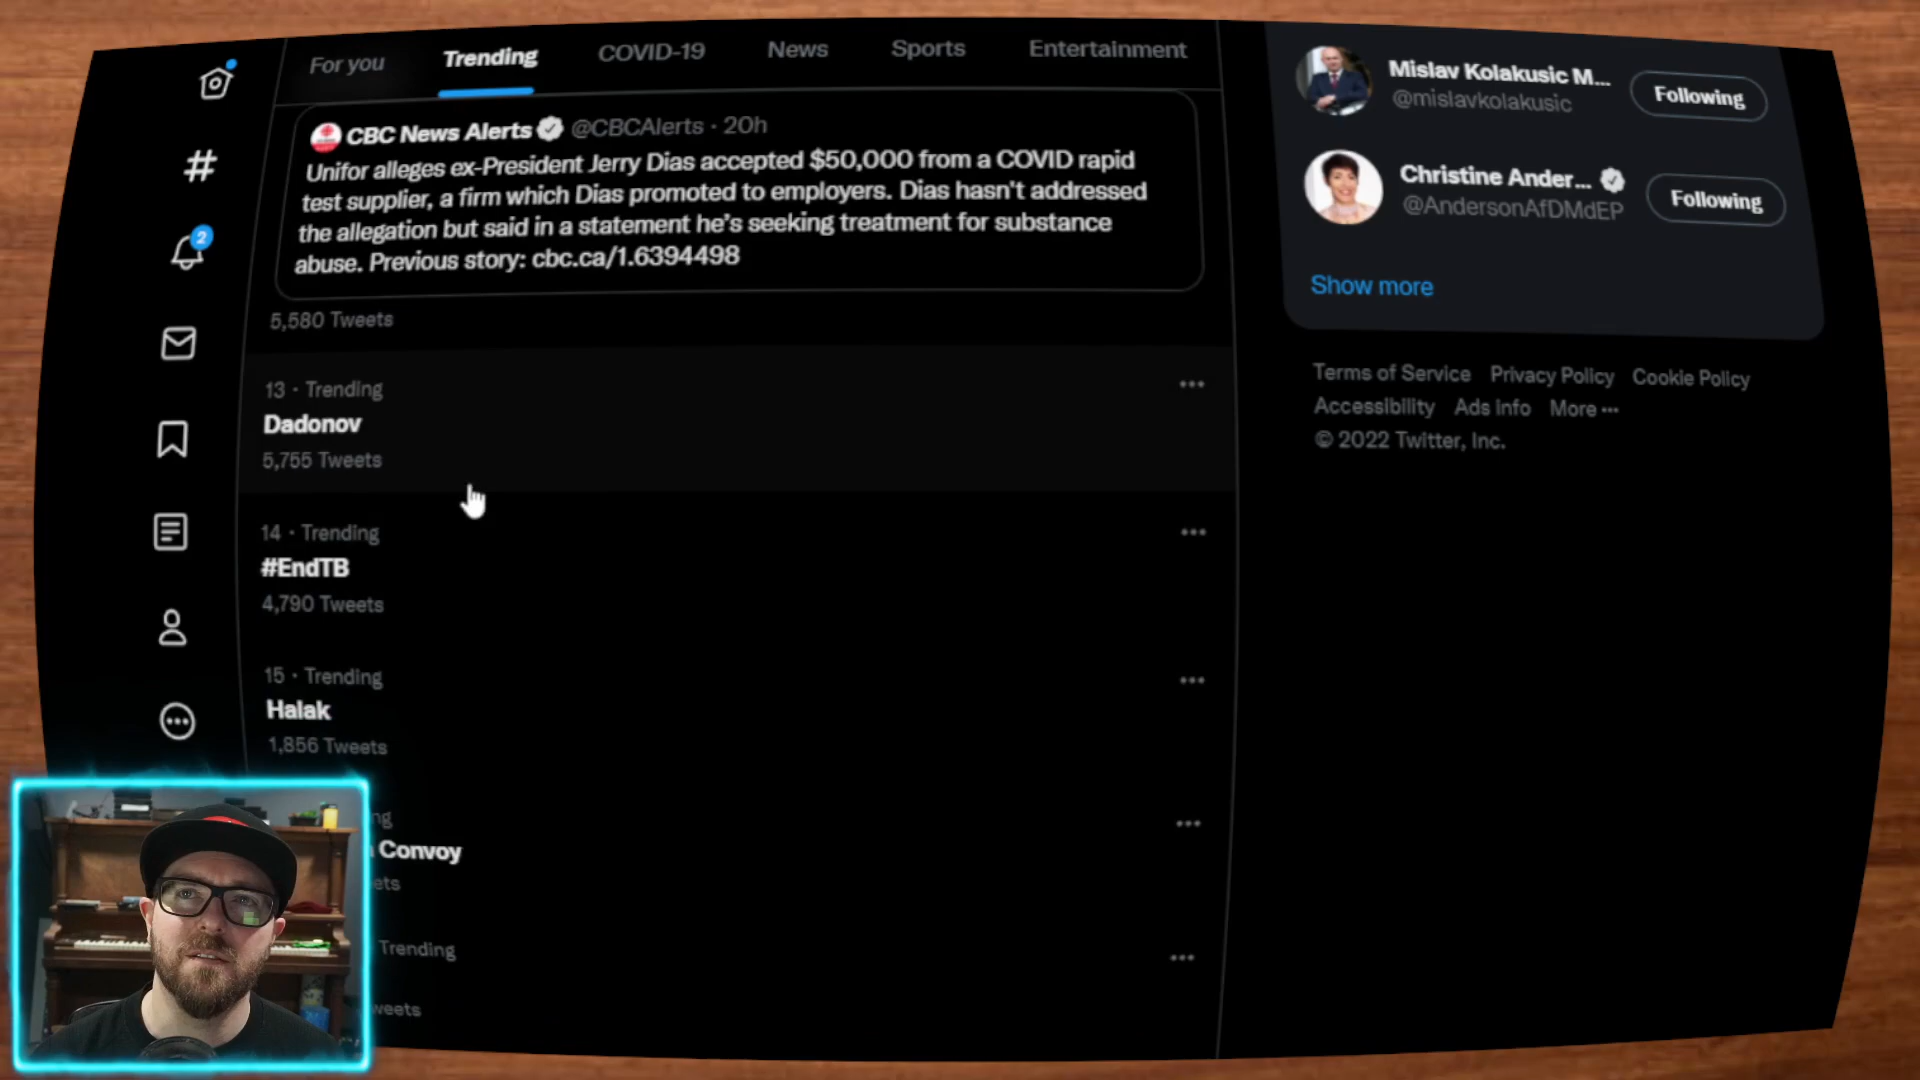 For you
Trending
COVID-19
News
Sports
Entertainment
CBC News Alerts @CBCAlerts · 20h
Unifor alleges ex-President Jerry Dias accepted $50,000 from a COVID rapid
test supplier, a firm which Dias promoted to employers. Dias hasn't addressed
the allegation but said in a statement he's seeking treatment for substance
abuse. Previous story: cbc.ca/1.6394498
5,580 Tweets
13 · Trending
Dadonov
5,755 Tweets
14 · Trending
#EndTB
4,790 Tweets
15 · Trending
Halak
1,856 Tweets
ng
Convoy
ets
Trending
weets
2
Mislav Kolakusic M...
@mislavkolakusic
Following
Christine Ander...
@AndersonAfDMdEP
Following
Show more
Terms of Service Privacy Policy Cookie Policy
Accessibility Ads info More ...
© 2022 Twitter, Inc.